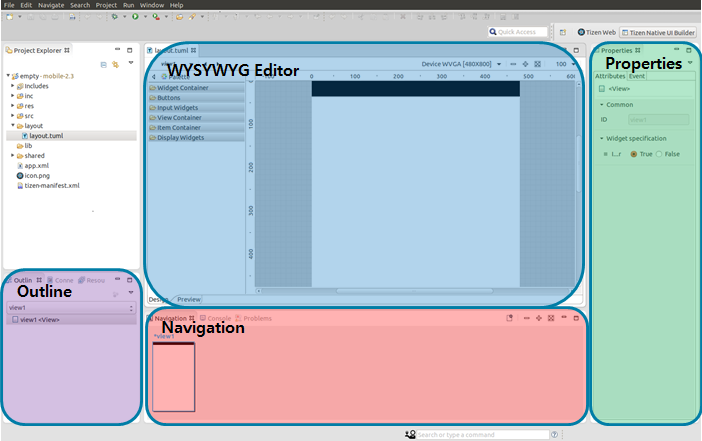 File Edit Navigate Search Project Run Window Help
Quick Access
Tizen Web
Tizen Native UI Builder
Project Explorer
empty - mobile-2.3
Includes
inc
res
src
layout
layout.tuml
lib
shared
app.xml
icon.png
tizen-manifest.xml
layout.tuml
view1
WYSYWYG Editor
Device WVGA [480X800]
100
Palette
Widget Container
Buttons
Input Widgets
View Container
Item Container
Display Widgets
-100 0 100 200 300 400 500 600
0
100
200
300
400
Design
Preview
Properties
Properties
Attributes Event
<View>
Common
ID view1
Widget specification
I...r True False
Outlin
Conne
Resou
Outline
view1
view1 <View>
Navigation
Console
Problems
Navigation
*view1
Search or type a command